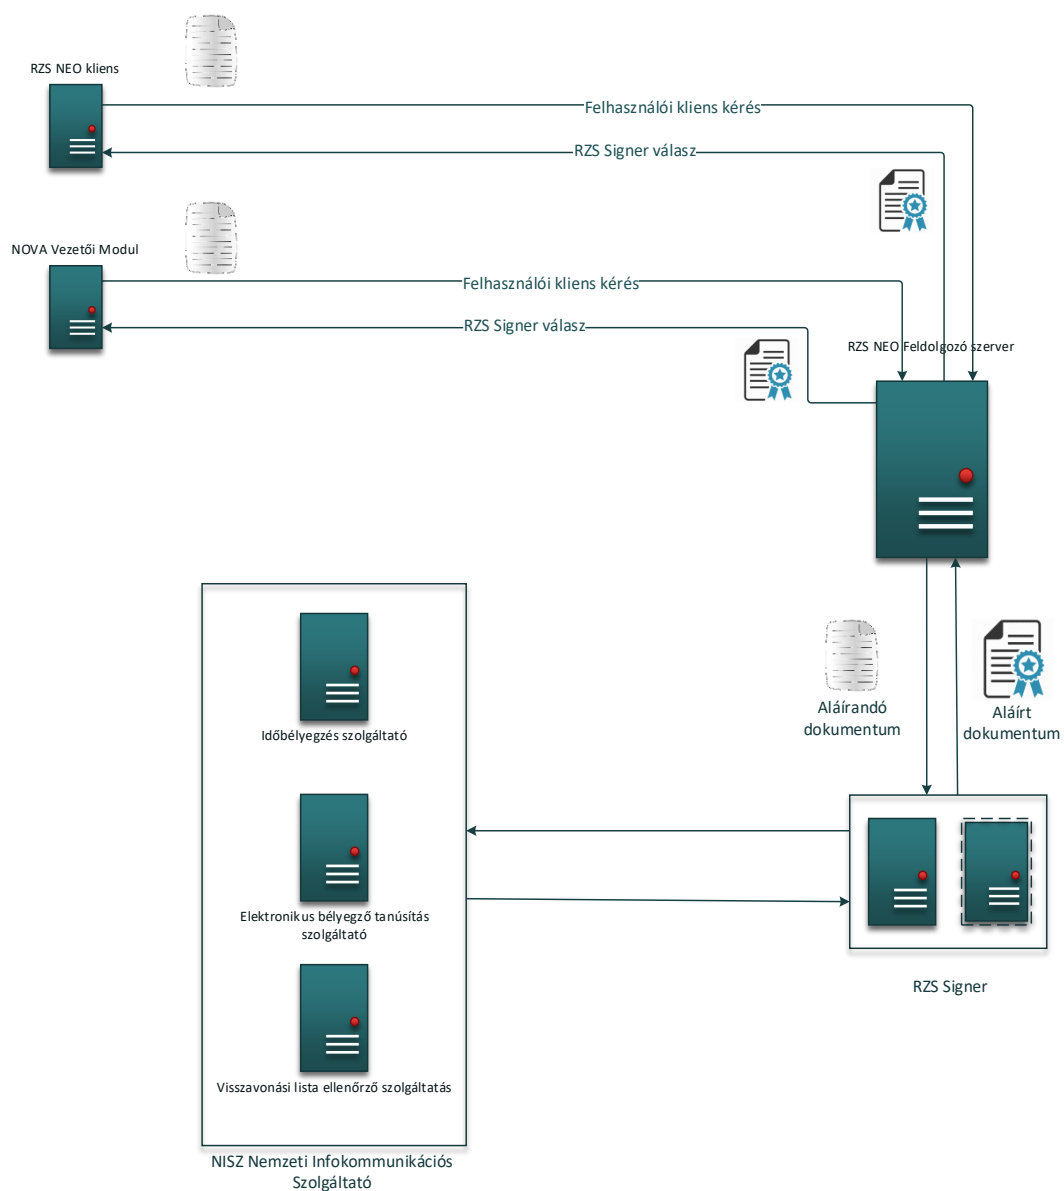 RZS NEO kliens
Felhasználói kliens kérés
RZS Signer válasz
NOVA Vezetői Modul
Felhasználói kliens kérés
RZS Signer válasz
RZS NEO Feldolgozó szerver
Aláírandó
dokumentum
Aláírt
dokumentum
Időbélyegzés szolgáltató
Elektronikus bélyegző tanúsítás
szolgáltató
RZS Signer
Visszavonási lista ellenőrző szolgáltatás
NISZ Nemzeti Infokommunikációs
Szolgáltató